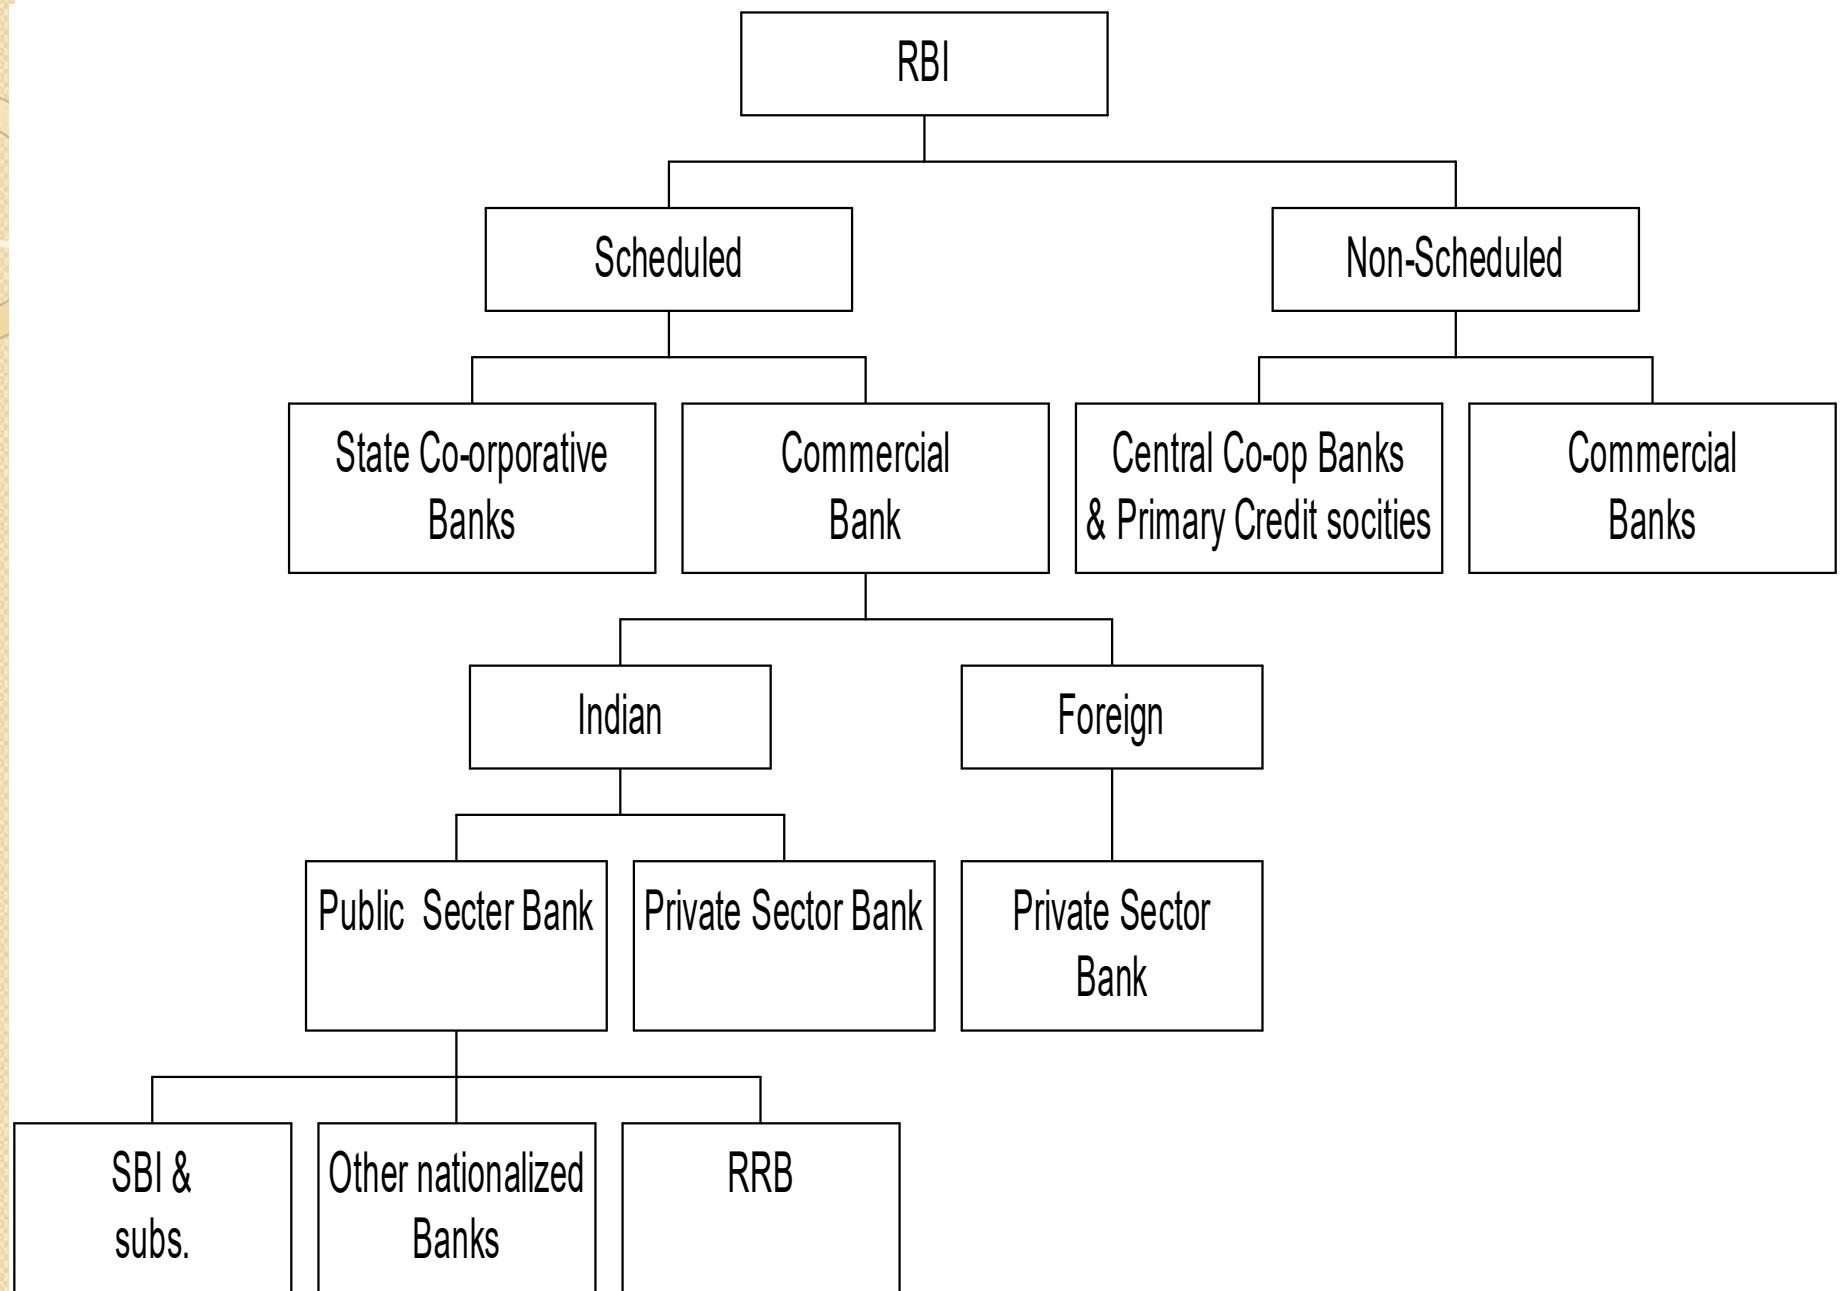 RBI
Scheduled
Non-Scheduled
State Co-orporative
Banks
Commercial
Bank
Central Co-op Banks
& Primary Credit socities
Commercial
Banks
Indian
Foreign
Public  Secter Bank
Private Sector Bank
Private Sector
Bank
SBI &
subs.
Other nationalized
Banks
RRB